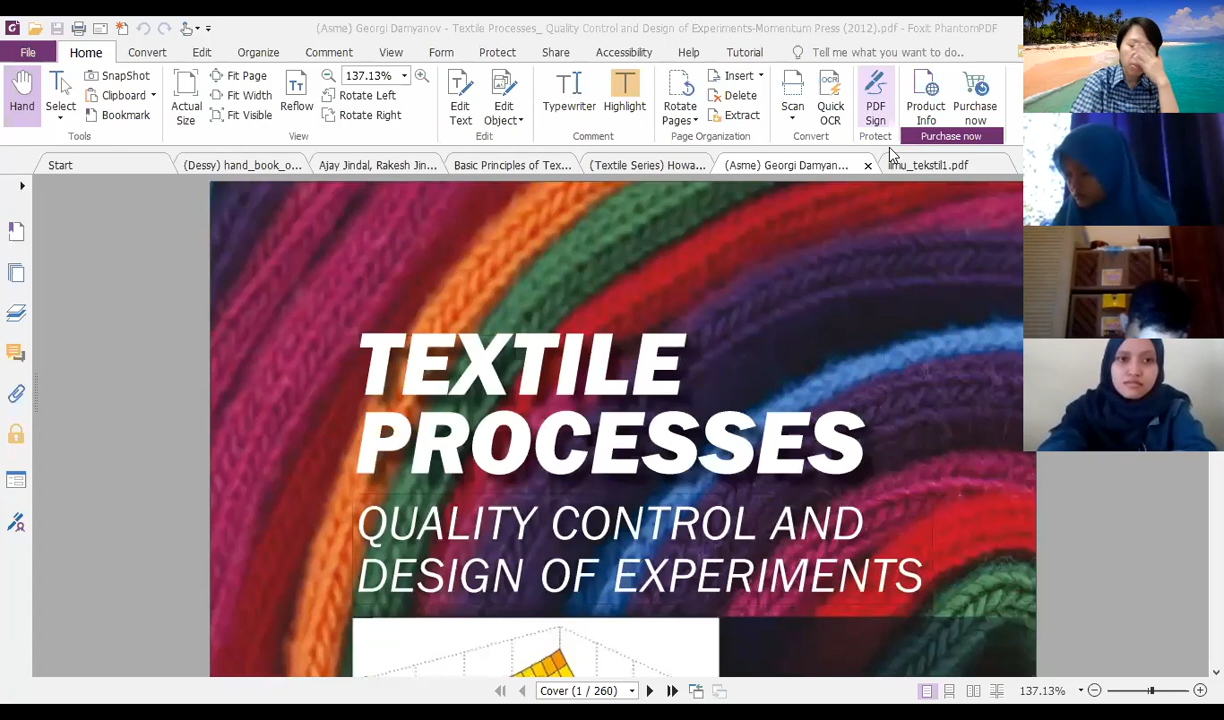 (Asme) Georgi Damyanov - Textile Processes_ Quality Control and Design of Experiments-Momentum Press (2012).pdf - Foxit PhantomPDF
File Home Convert Edit Organize Comment View Form Protect Share Accessibility Help Tutorial Tell me what you want to do..
Hand
Select
SnapShot
Clipboard
Bookmark
Tools
Actual Size
Fit Page
Fit Width
Fit Visible
Reflow
137.13%
Rotate Left
Rotate Right
View
Edit Text
Edit Object
Edit
Typewriter
Highlight
Comment
Rotate Pages
Insert
Delete
Extract
Page Organization
Scan
Quick OCR
Convert
PDF Sign
Protect
Product Info
Purchase now
Purchase now
Start
(Dessy) hand_book_o...
Ajay Jindal, Rakesh Jin...
Basic Principles of Tex...
(Textile Series) Howa...
(Asme) Georgi Damyan...
ilmu_tekstil1.pdf
TEXTILE
PROCESSES
QUALITY CONTROL AND
DESIGN OF EXPERIMENTS
Cover (1 / 260)
137.13%